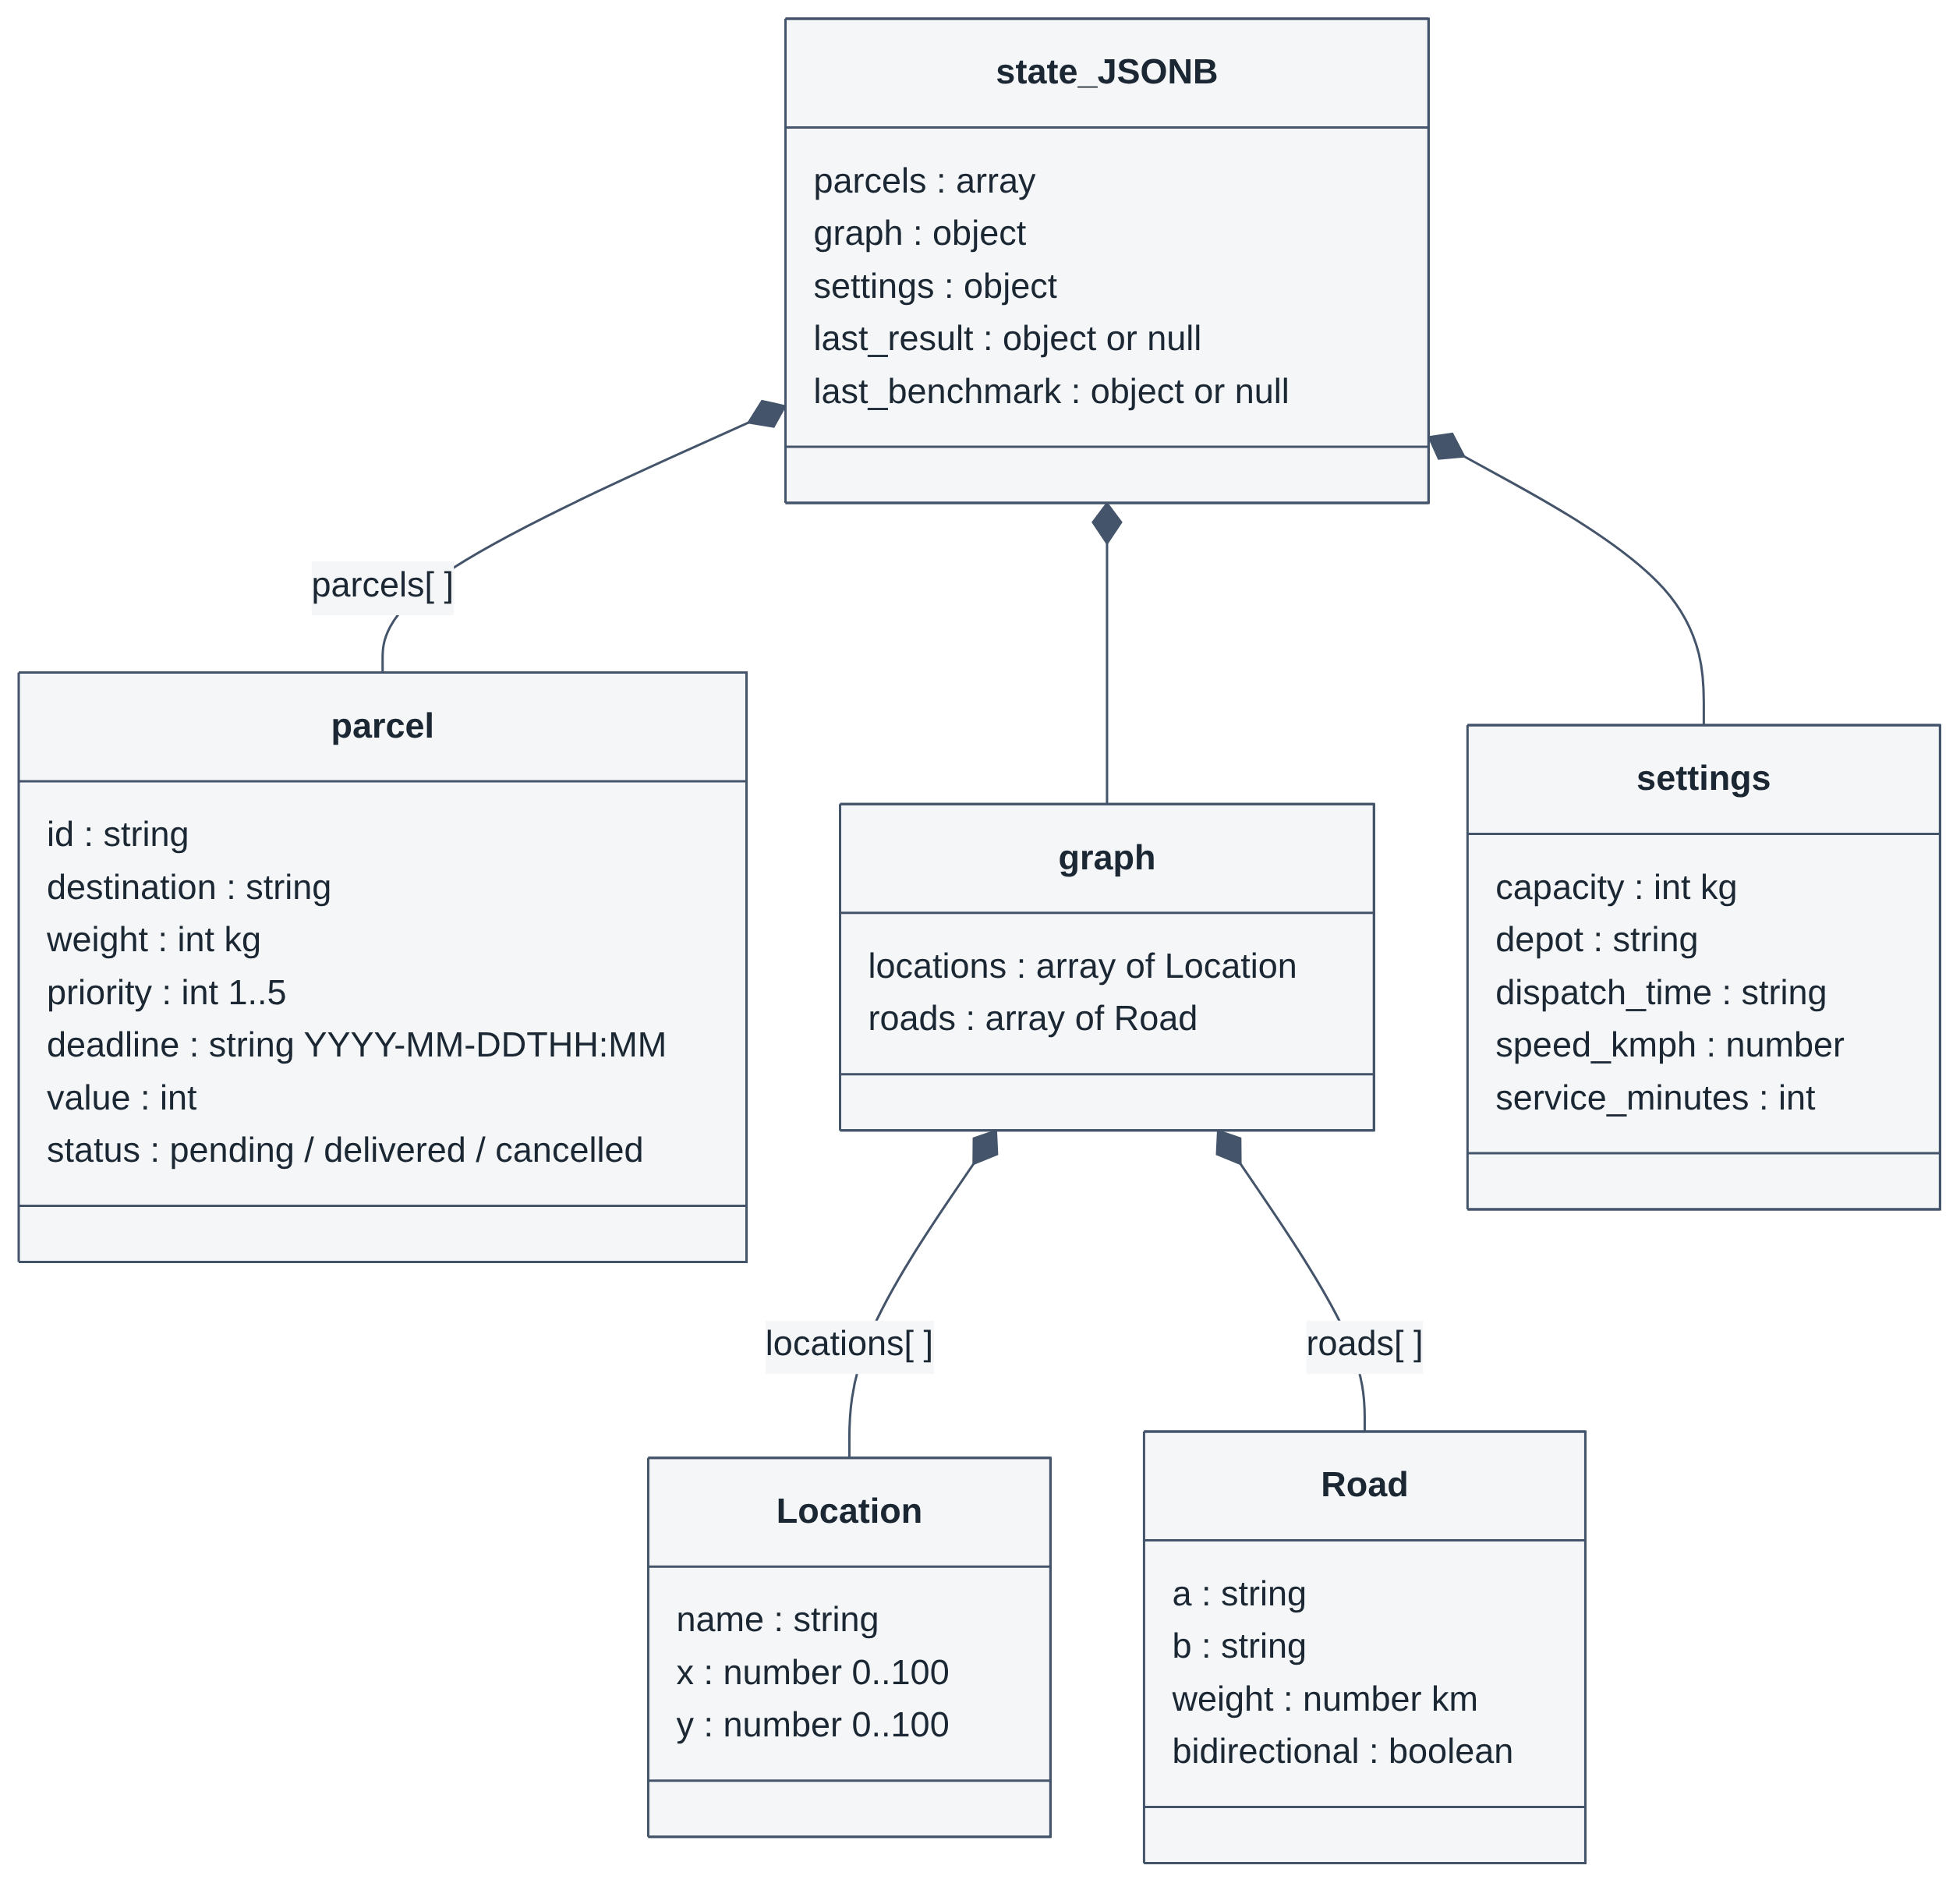 state_JSONB
parcels : array
graph : object
settings : object
last_result : object or null
last_benchmark : object or null
parcels[ ]
parcel
id : string
destination : string
weight : int kg
priority : int 1..5
deadline : string YYYY-MM-DDTHH:MM
value : int
status : pending / delivered / cancelled
graph
locations : array of Location
roads : array of Road
settings
capacity : int kg
depot : string
dispatch_time : string
speed_kmph : number
service_minutes : int
locations[ ]
roads[ ]
Location
name : string
x : number 0..100
y : number 0..100
Road
a : string
b : string
weight : number km
bidirectional : boolean